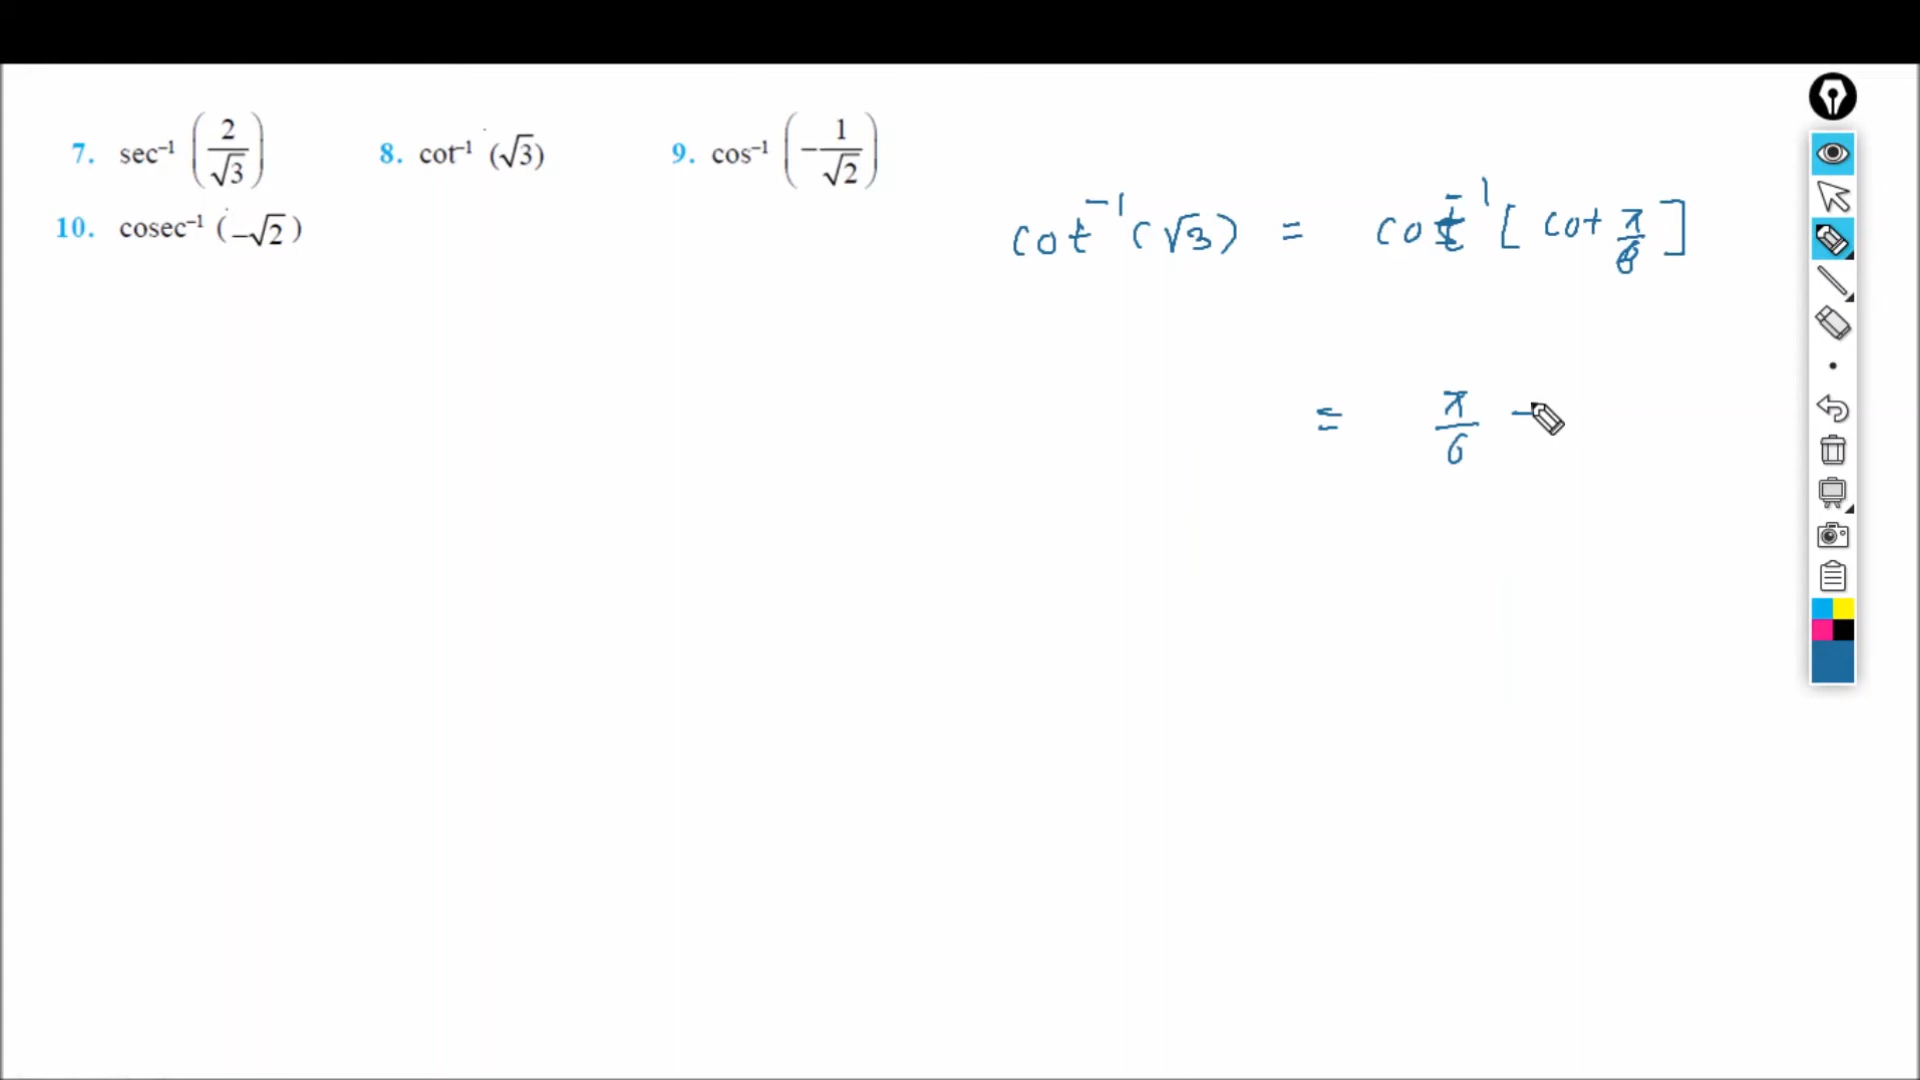 7. sec⁻¹ (2/√3) 8. cot⁻¹ (√3) 9. cos⁻¹ (−1/√2)
10. cosec⁻¹ (−√2)
cot⁻¹(√3) = cot⁻¹ [cot π/6]
= π/6 −